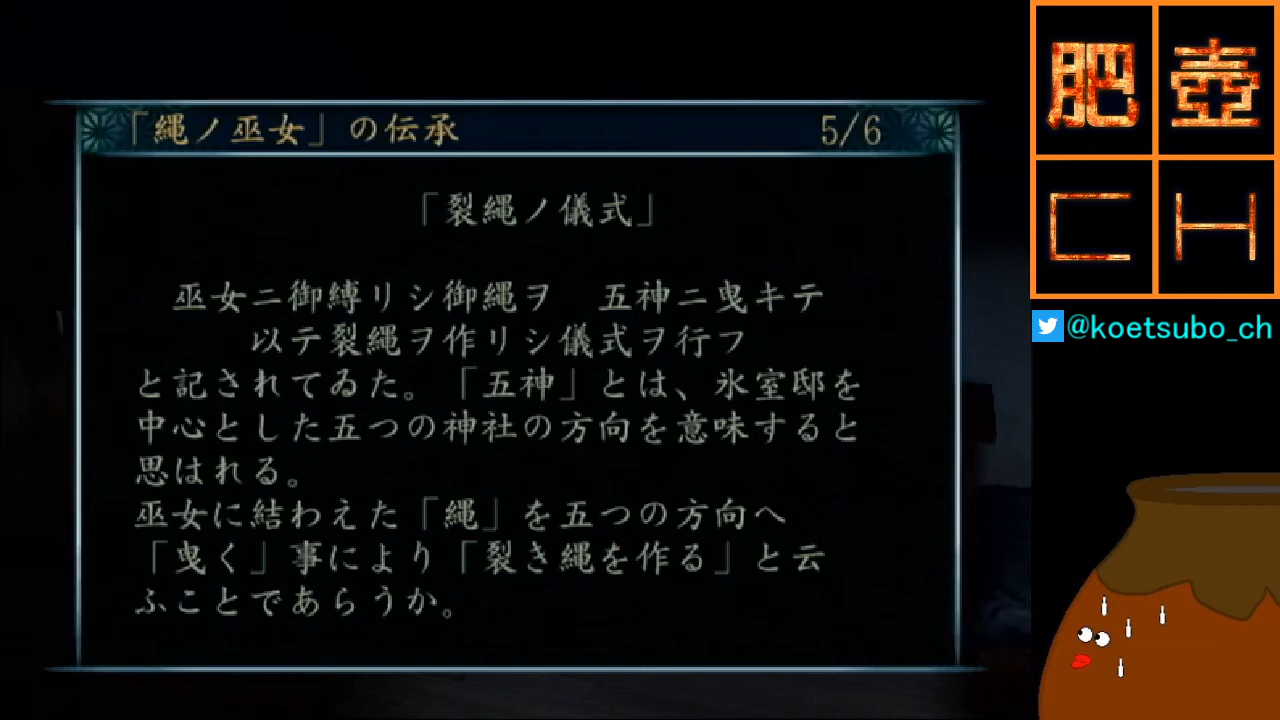 「縄ノ巫女」の伝承
5/6
「裂縄ノ儀式」
巫女ニ御縛リシ御縄ヲ　五神ニ曳キテ
以テ裂縄ヲ作リシ儀式ヲ行フ
と記されてゐた。「五神」とは、氷室邸を
中心とした五つの神社の方向を意味すると
思はれる。
巫女に結わえた「縄」を五つの方向へ
「曳く」事により「裂き縄を作る」と云
ふことであらうか。
肥壺
CH
@koetsubo_ch